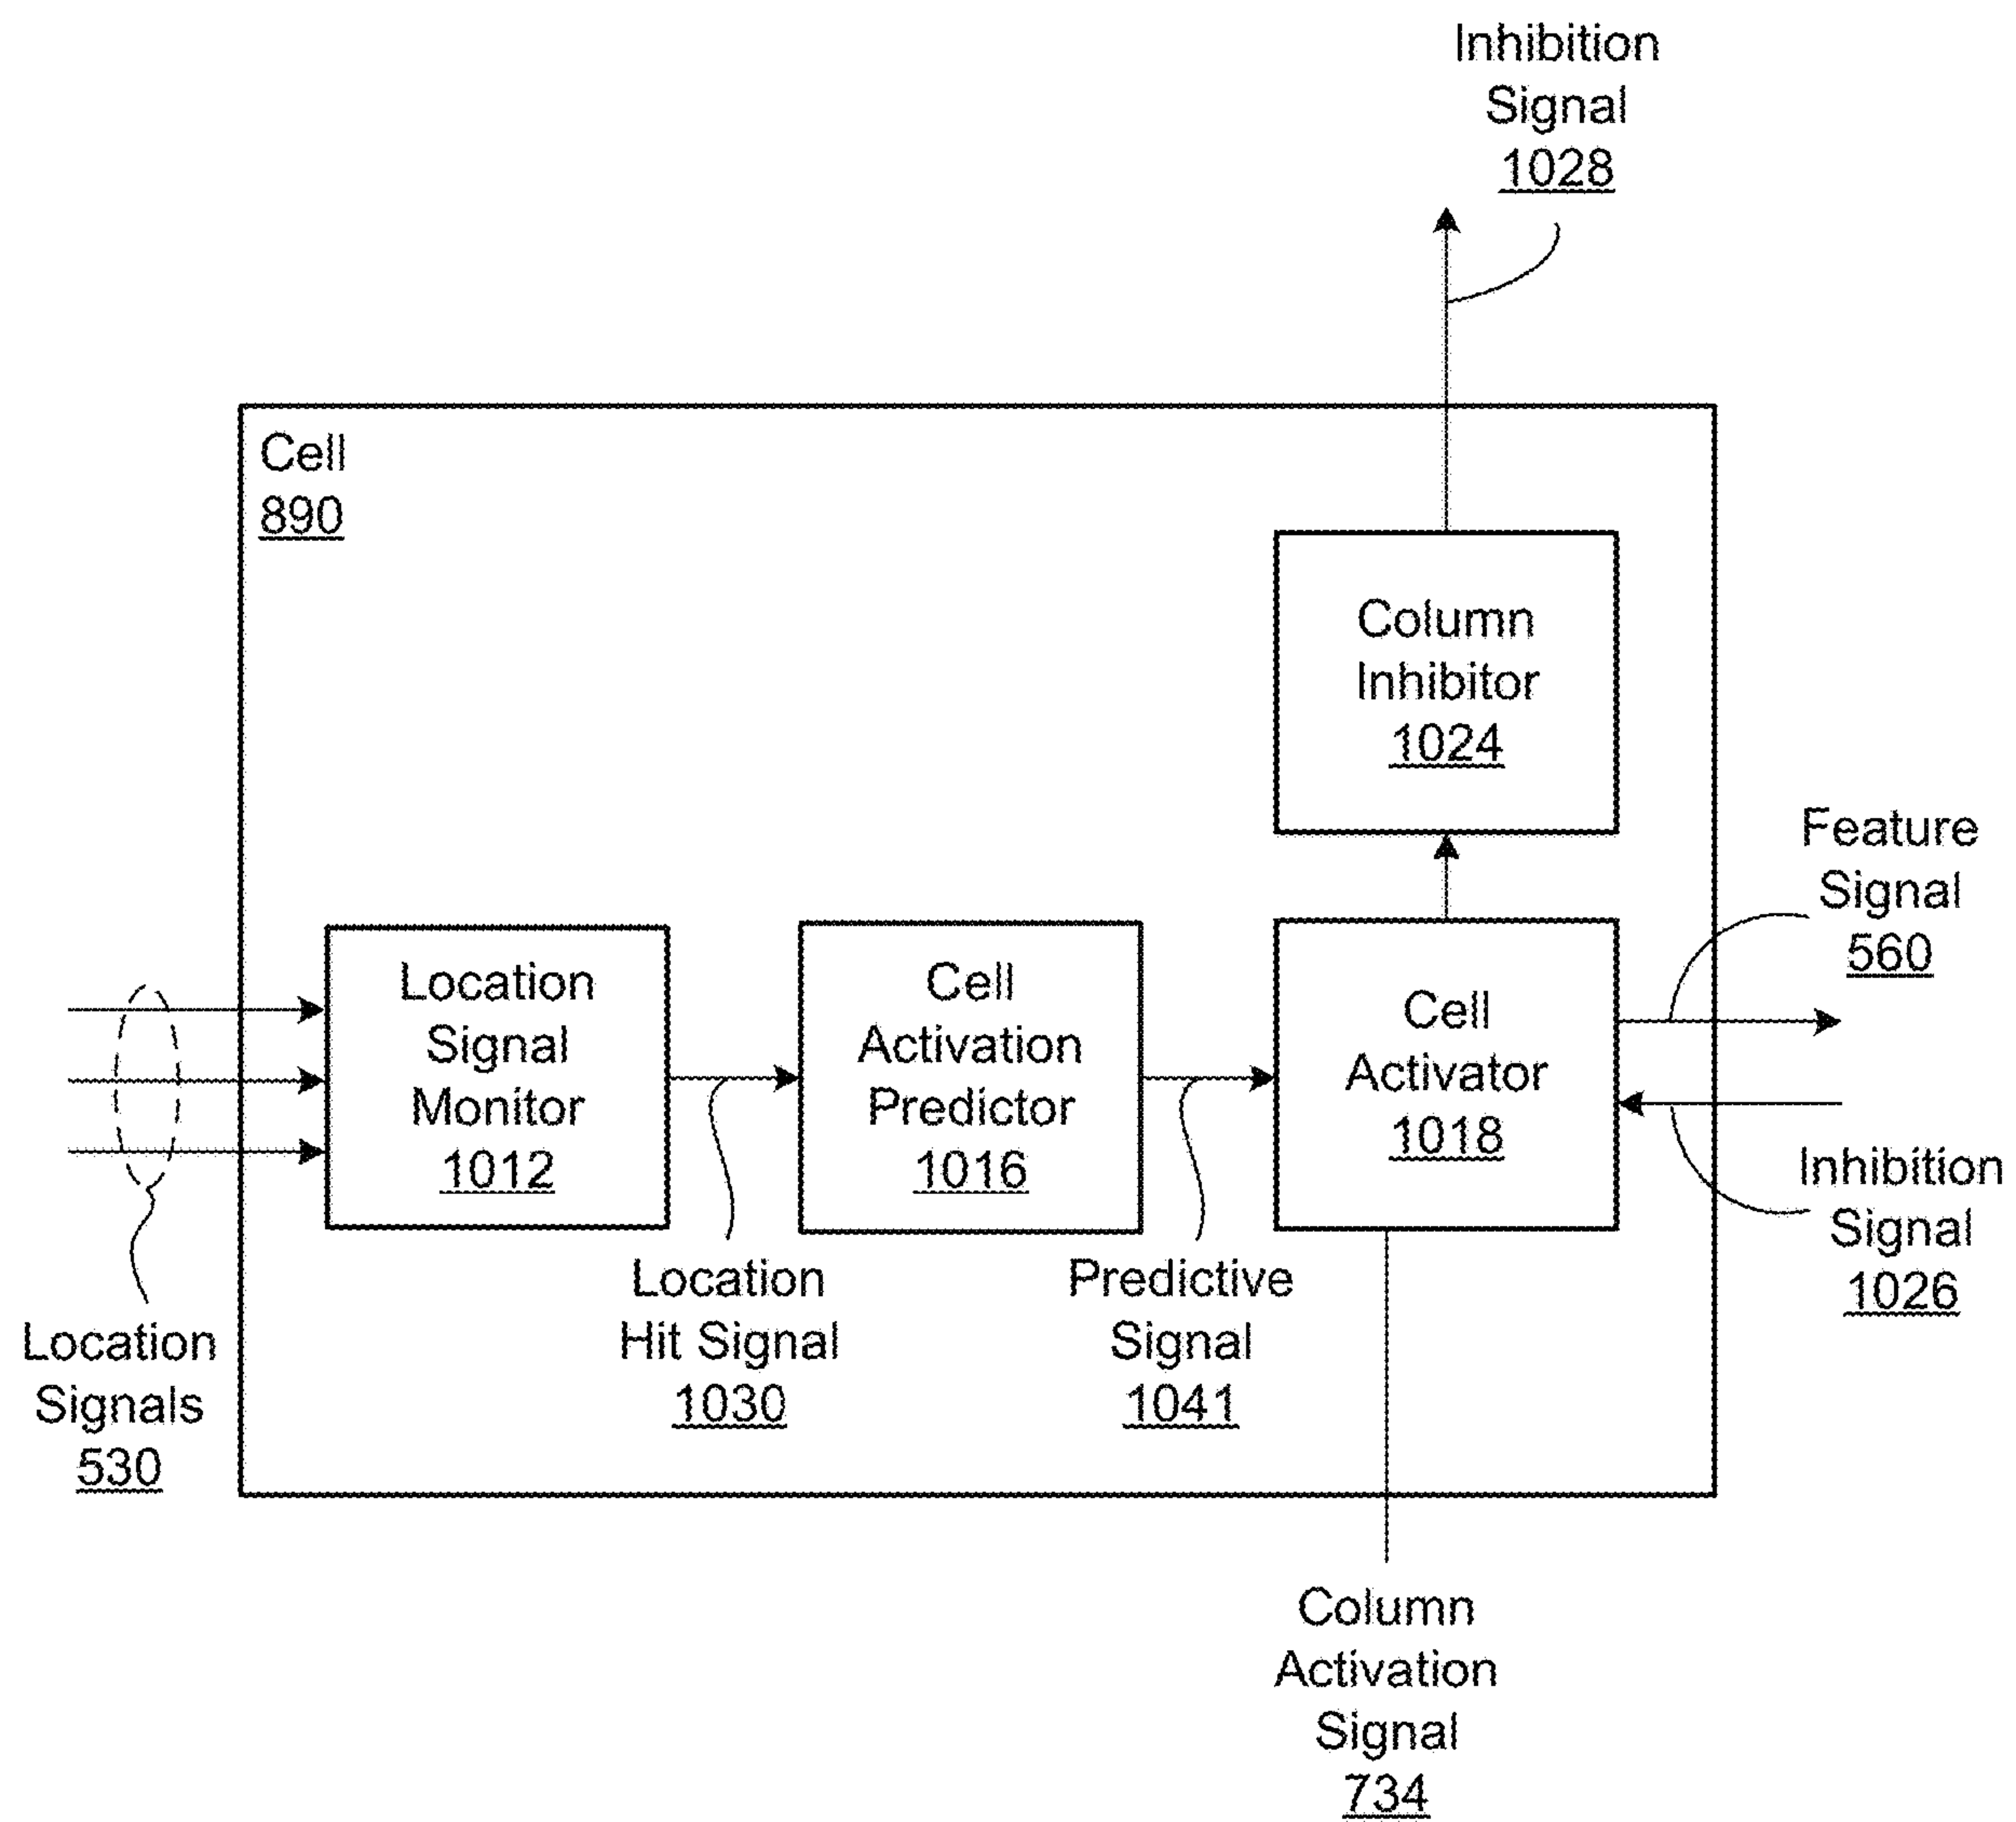 Inhibition
Signal
1028
Cell
890
Column
Inhibitor
1024
Feature
Signal
560
Location
Signal
Monitor
1012
Cell
Activation
Predictor
1016
Cell
Activator
1018
Inhibition
Signal
1026
Location
Hit Signal
1030
Predictive
Signal
1041
Location
Signals
530
Column
Activation
Signal
734